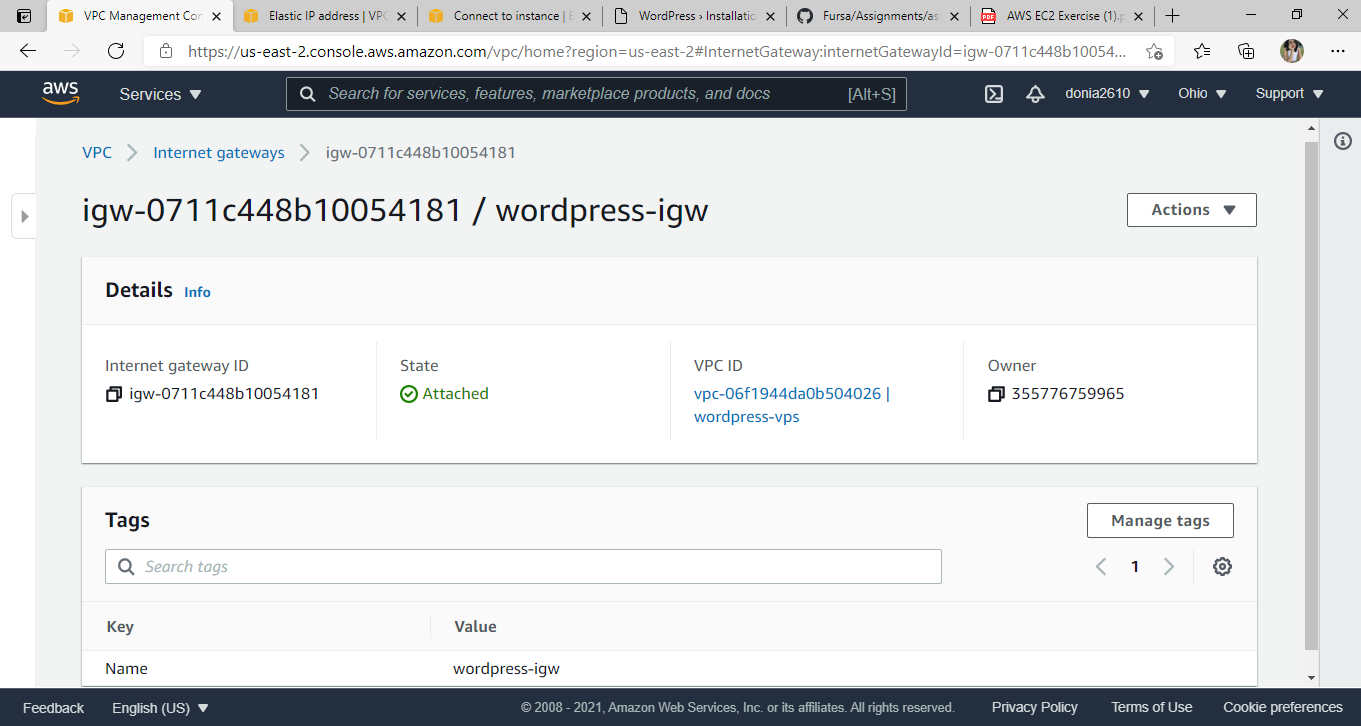 VPC Management Con
Elastic IP address | VPC
Connect to instance | E
WordPress › Installatio
Fursa/Assignments/as
AWS EC2 Exercise (1).p
https://us-east-2.console.aws.amazon.com/vpc/home?region=us-east-2#InternetGateway:internetGatewayId=igw-0711c448b10054...
aws
Services
Search for services, features, marketplace products, and docs
[Alt+S]
donia2610
Ohio
Support
VPC
Internet gateways
igw-0711c448b10054181
igw-0711c448b10054181 / wordpress-igw
Actions
Details Info
Internet gateway ID
igw-0711c448b10054181
State
Attached
VPC ID
vpc-06f1944da0b504026 |
wordpress-vps
Owner
355776759965
Tags
Manage tags
Search tags
1
Key
Value
Name
wordpress-igw
Feedback
English (US)
© 2008 - 2021, Amazon Web Services, Inc. or its affiliates. All rights reserved.
Privacy Policy
Terms of Use
Cookie preferences